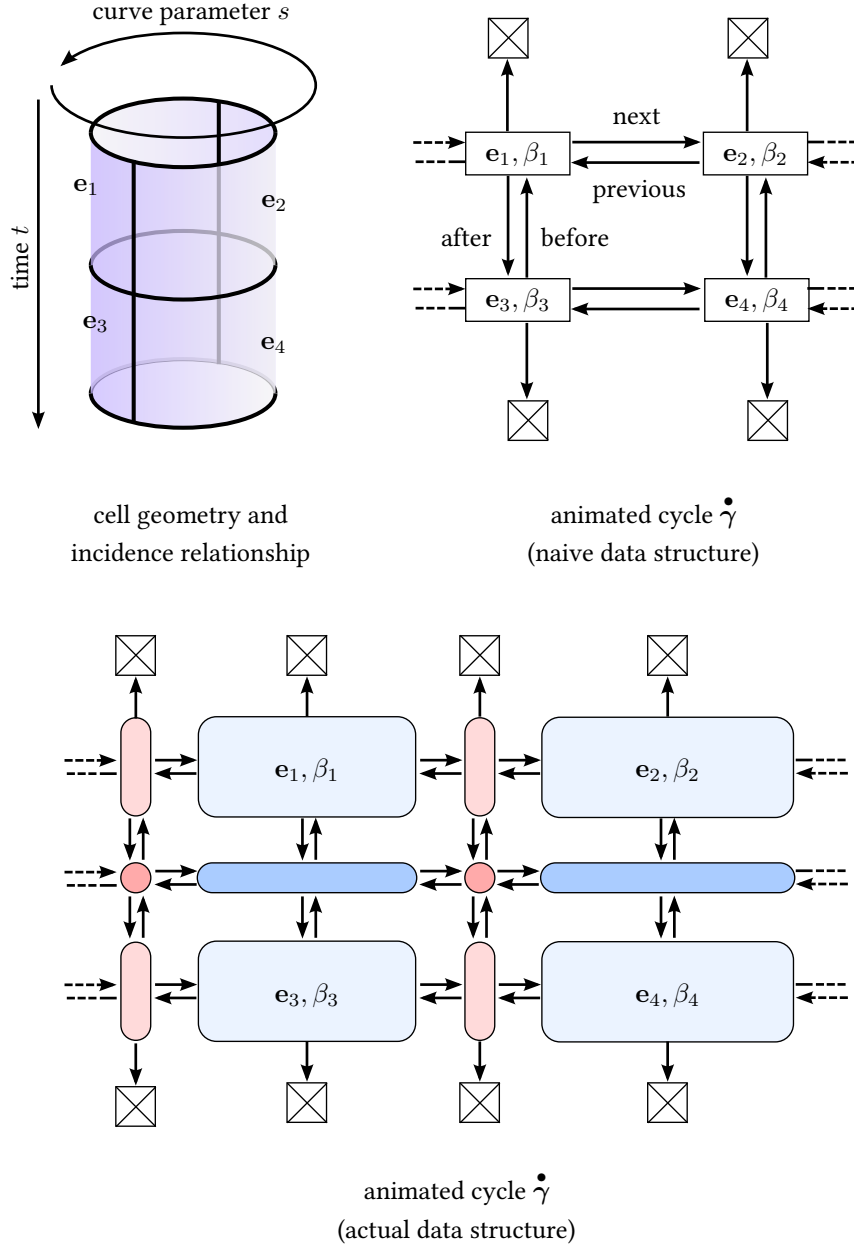 curve parameter s
time t
e₁
e₂
e₃
e₄
next
e₁, β₁
e₂, β₂
previous
after
before
e₃, β₃
e₄, β₄
cell geometry and
incidence relationship
animated cycle γ̇
(naive data structure)
e₁, β₁
e₂, β₂
e₃, β₃
e₄, β₄
animated cycle γ̇
(actual data structure)